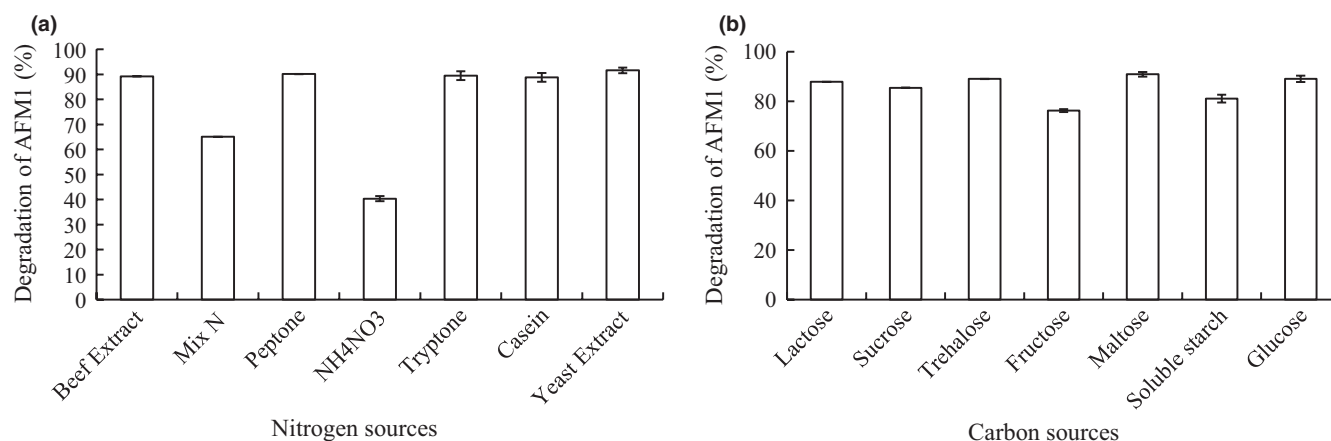 (a)
Degradation of AFM1 (%)
100
90
80
70
60
50
40
30
20
10
0
Beef Extract
Mix N
Peptone
NH4NO3
Tryptone
Casein
Yeast Extract
Nitrogen sources
(b)
Degradation of AFM1 (%)
100
80
60
40
20
0
Lactose
Sucrose
Trehalose
Fructose
Maltose
Soluble starch
Glucose
Carbon sources